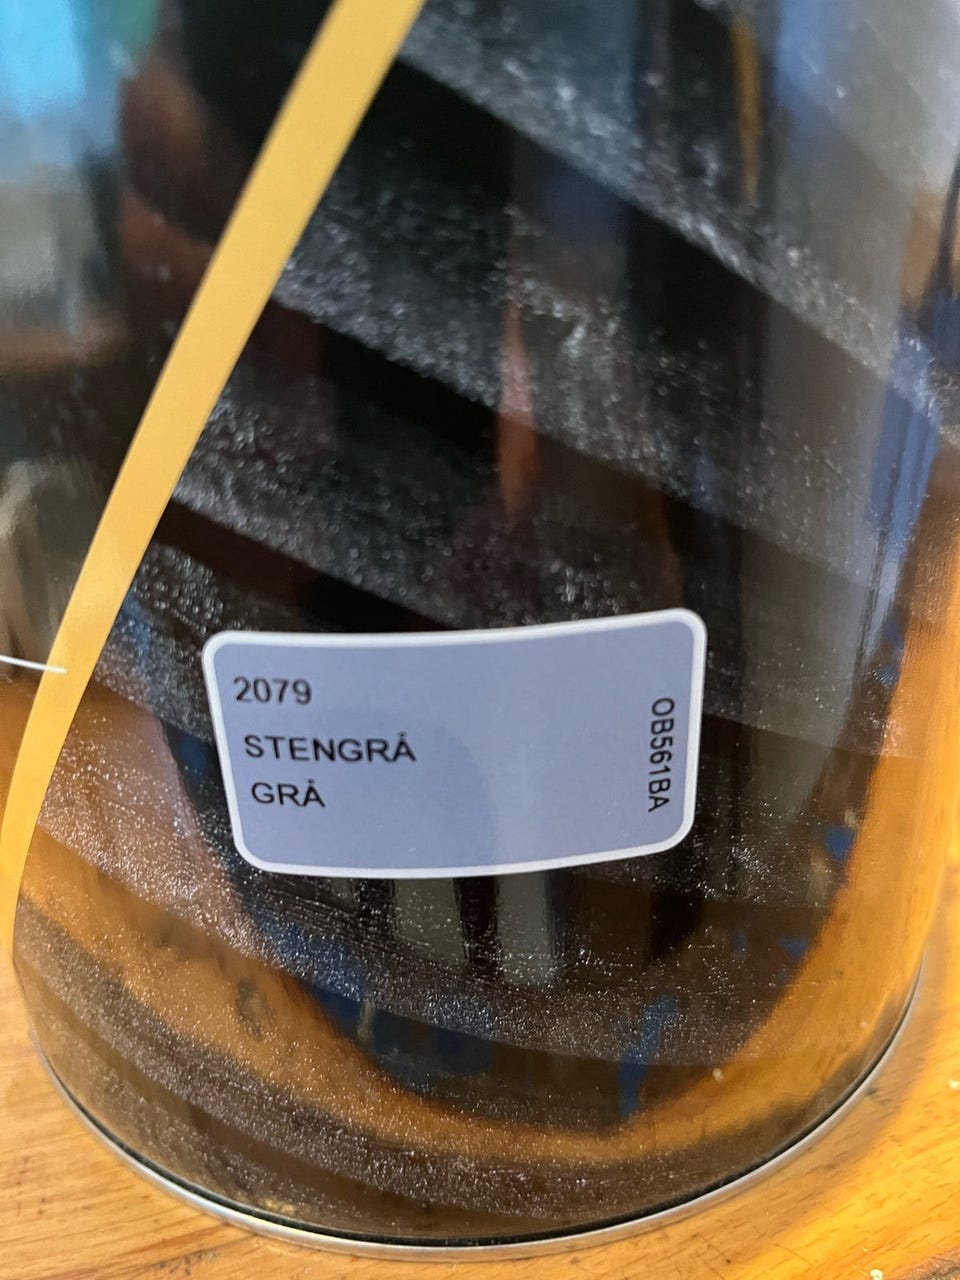 2079
STENGRÅ
GRÅ
OB561BA